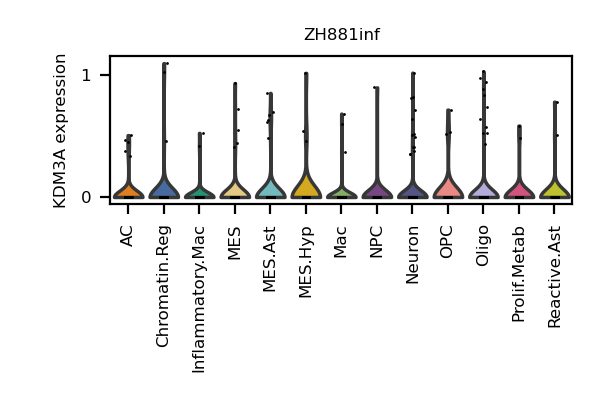 ZH881inf
KDM3A expression
1
0
AC
Chromatin.Reg
Inflammatory.Mac
MES
MES.Ast
MES.Hyp
Mac
NPC
Neuron
OPC
Oligo
Prolif.Metab
Reactive.Ast